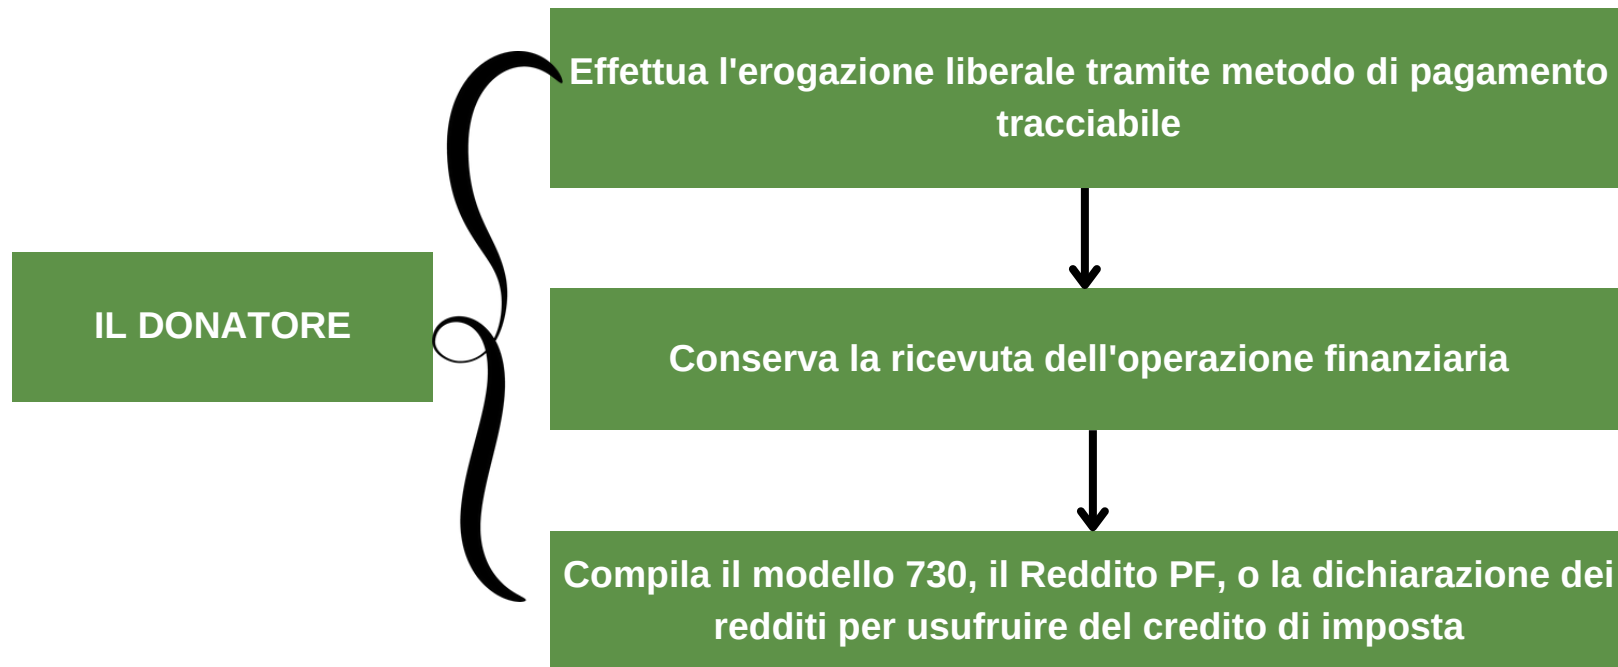 Effettua l'erogazione liberale tramite metodo di pagamento
tracciabile
IL DONATORE
Conserva la ricevuta dell'operazione finanziaria
Compila il modello 730, il Reddito PF, o la dichiarazione dei
redditi per usufruire del credito di imposta